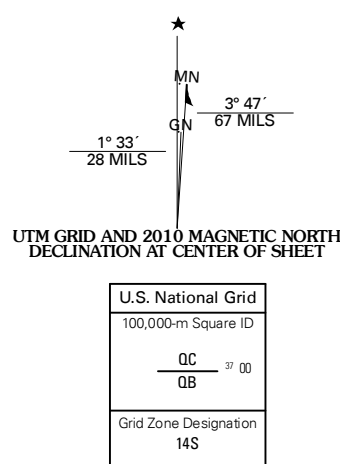 ★
MN
3° 47´
67 MILS
GN
1° 33´
28 MILS
UTM GRID AND 2010 MAGNETIC NORTH
DECLINATION AT CENTER OF SHEET
U.S. National Grid
100,000-m Square ID
QC
37 00
QB
Grid Zone Designation
14S